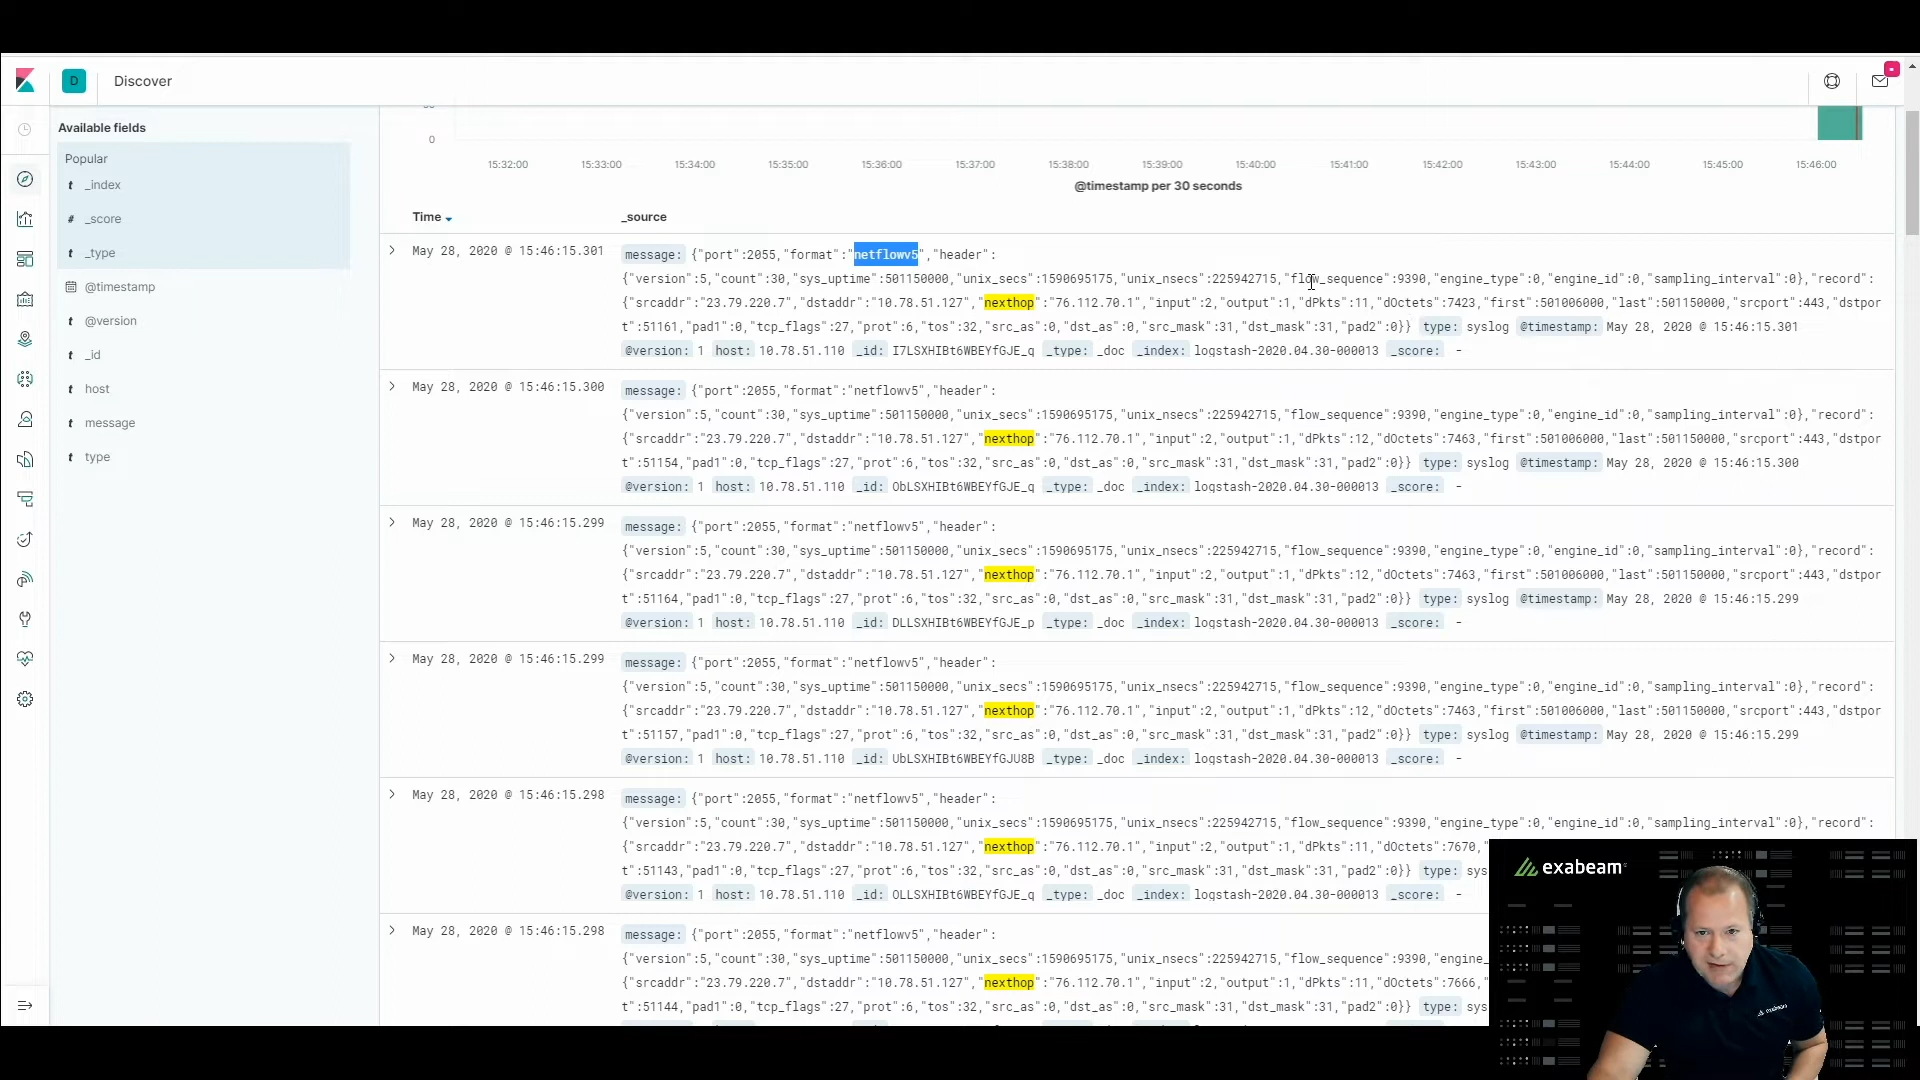 D Discover
Available fields
Popular
t _index
# _score
t _type
@timestamp
t @version
t _id
t host
t message
t type
0
15:32:00 15:33:00 15:34:00 15:35:00 15:36:00 15:37:00 15:38:00 15:39:00 15:40:00 15:41:00 15:42:00 15:43:00 15:44:00 15:45:00 15:46:00
@timestamp per 30 seconds
Time _source
May 28, 2020 @ 15:46:15.301 message: {"port":2055,"format":"netflowv5","header":
{"version":5,"count":30,"sys_uptime":501150000,"unix_secs":1590695175,"unix_nsecs":225942715,"flow_sequence":9390,"engine_type":0,"engine_id":0,"sampling_interval":0},"record":
{"srcaddr":"23.79.220.7","dstaddr":"10.78.51.127","nexthop":"76.112.70.1","input":2,"output":1,"dPkts":11,"dOctets":7423,"first":501006000,"last":501150000,"srcport":443,"dstpor
t":51161,"pad1":0,"tcp_flags":27,"prot":6,"tos":32,"src_as":0,"dst_as":0,"src_mask":31,"dst_mask":31,"pad2":0}} type: syslog @timestamp: May 28, 2020 @ 15:46:15.301
@version: 1 host: 10.78.51.110 _id: I7LSXHIBt6WBEYfGJE_q _type: _doc _index: logstash-2020.04.30-000013 _score: -
May 28, 2020 @ 15:46:15.300 message: {"port":2055,"format":"netflowv5","header":
{"version":5,"count":30,"sys_uptime":501150000,"unix_secs":1590695175,"unix_nsecs":225942715,"flow_sequence":9390,"engine_type":0,"engine_id":0,"sampling_interval":0},"record":
{"srcaddr":"23.79.220.7","dstaddr":"10.78.51.127","nexthop":"76.112.70.1","input":2,"output":1,"dPkts":12,"dOctets":7463,"first":501006000,"last":501150000,"srcport":443,"dstpor
t":51154,"pad1":0,"tcp_flags":27,"prot":6,"tos":32,"src_as":0,"dst_as":0,"src_mask":31,"dst_mask":31,"pad2":0}} type: syslog @timestamp: May 28, 2020 @ 15:46:15.300
@version: 1 host: 10.78.51.110 _id: ObLSXHIBt6WBEYfGJE_q _type: _doc _index: logstash-2020.04.30-000013 _score: -
May 28, 2020 @ 15:46:15.299 message: {"port":2055,"format":"netflowv5","header":
{"version":5,"count":30,"sys_uptime":501150000,"unix_secs":1590695175,"unix_nsecs":225942715,"flow_sequence":9390,"engine_type":0,"engine_id":0,"sampling_interval":0},"record":
{"srcaddr":"23.79.220.7","dstaddr":"10.78.51.127","nexthop":"76.112.70.1","input":2,"output":1,"dPkts":12,"dOctets":7463,"first":501006000,"last":501150000,"srcport":443,"dstpor
t":51164,"pad1":0,"tcp_flags":27,"prot":6,"tos":32,"src_as":0,"dst_as":0,"src_mask":31,"dst_mask":31,"pad2":0}} type: syslog @timestamp: May 28, 2020 @ 15:46:15.299
@version: 1 host: 10.78.51.110 _id: DLLSXHIBt6WBEYfGJE_p _type: _doc _index: logstash-2020.04.30-000013 _score: -
May 28, 2020 @ 15:46:15.299 message: {"port":2055,"format":"netflowv5","header":
{"version":5,"count":30,"sys_uptime":501150000,"unix_secs":1590695175,"unix_nsecs":225942715,"flow_sequence":9390,"engine_type":0,"engine_id":0,"sampling_interval":0},"record":
{"srcaddr":"23.79.220.7","dstaddr":"10.78.51.127","nexthop":"76.112.70.1","input":2,"output":1,"dPkts":12,"dOctets":7463,"first":501006000,"last":501150000,"srcport":443,"dstpor
t":51157,"pad1":0,"tcp_flags":27,"prot":6,"tos":32,"src_as":0,"dst_as":0,"src_mask":31,"dst_mask":31,"pad2":0}} type: syslog @timestamp: May 28, 2020 @ 15:46:15.299
@version: 1 host: 10.78.51.110 _id: UbLSXHIBt6WBEYfGJU8B _type: _doc _index: logstash-2020.04.30-000013 _score: -
May 28, 2020 @ 15:46:15.298 message: {"port":2055,"format":"netflowv5","header":
{"version":5,"count":30,"sys_uptime":501150000,"unix_secs":1590695175,"unix_nsecs":225942715,"flow_sequence":9390,"engine_type":0,"engine_id":0,"sampling_interval":0},"record":
{"srcaddr":"23.79.220.7","dstaddr":"10.78.51.127","nexthop":"76.112.70.1","input":2,"output":1,"dPkts":11,"dOctets":7670,
t":51143,"pad1":0,"tcp_flags":27,"prot":6,"tos":32,"src_as":0,"dst_as":0,"src_mask":31,"dst_mask":31,"pad2":0}} type: sys
@version: 1 host: 10.78.51.110 _id: OLLSXHIBt6WBEYfGJE_q _type: _doc _index: logstash-2020.04.30-000013 _score: -
May 28, 2020 @ 15:46:15.298 message: {"port":2055,"format":"netflowv5","header":
{"version":5,"count":30,"sys_uptime":501150000,"unix_secs":1590695175,"unix_nsecs":225942715,"flow_sequence":9390,"engine_
{"srcaddr":"23.79.220.7","dstaddr":"10.78.51.127","nexthop":"76.112.70.1","input":2,"output":1,"dPkts":11,"dOctets":7666,
t":51144,"pad1":0,"tcp_flags":27,"prot":6,"tos":32,"src_as":0,"dst_as":0,"src_mask":31,"dst_mask":31,"pad2":0}} type: sys
exabeam
exabeam